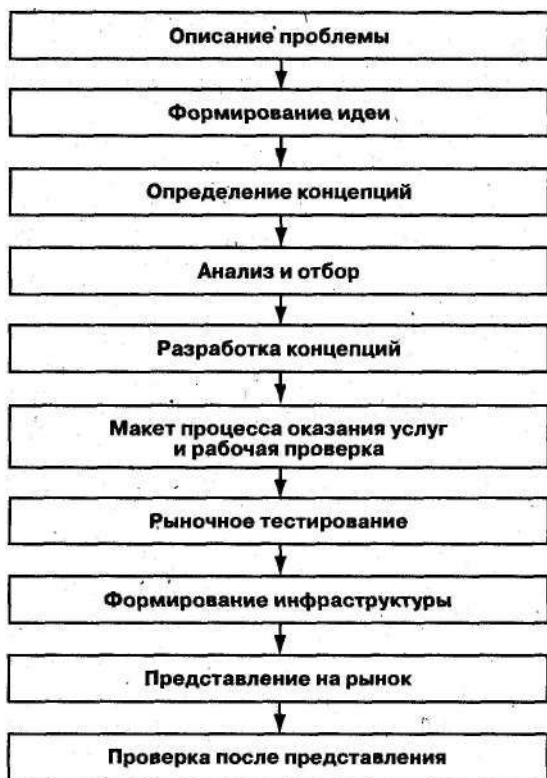 Описание проблемы
Формирование идеи
Определение концепций
Анализ и отбор
Разработка концепций
Макет процесса оказания услуг
и рабочая проверка
Рыночное тестирование
Формирование инфраструктуры
Представление на рынок
Проверка после представления